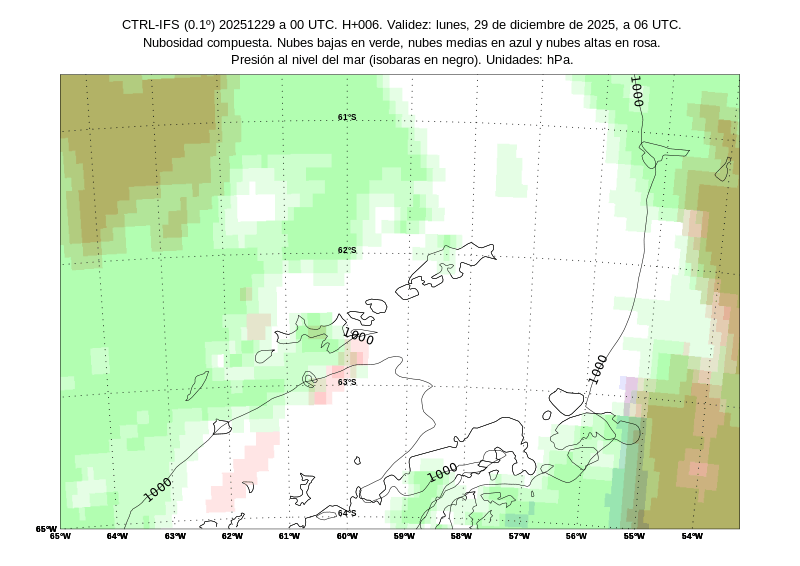 CTRL-IFS (0.1º) 20251229 a 00 UTC. H+006. Validez: lunes, 29 de diciembre de 2025, a 06 UTC.
Nubosidad compuesta. Nubes bajas en verde, nubes medias en azul y nubes altas en rosa.
Presión al nivel del mar (isobaras en negro). Unidades: hPa.
1000
61°S
62°S
1000
1000
63°S
1000
1000
64°S
65°W
65°W 64°W 63°W 62°W 61°W 60°W 59°W 58°W 57°W 56°W 55°W 54°W